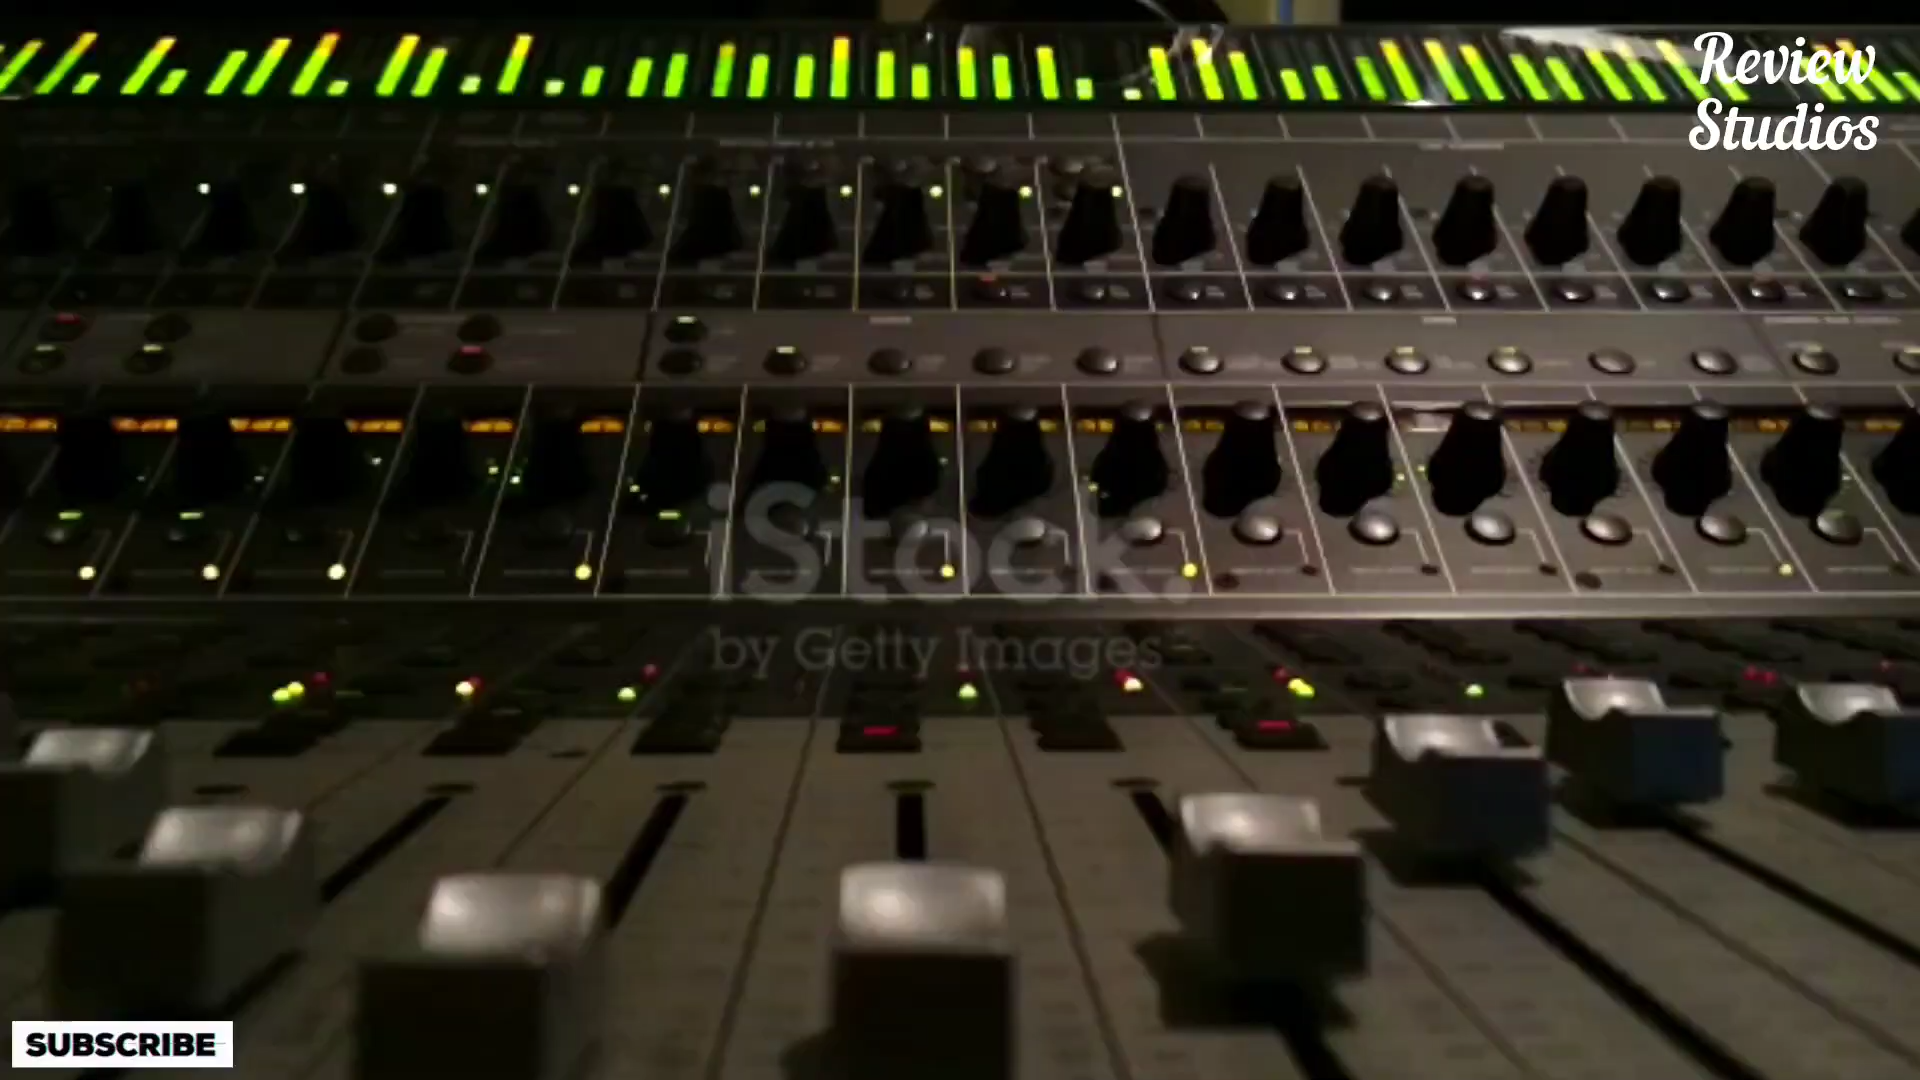 Review
Studios
iStock.
by Getty Images
SUBSCRIBE